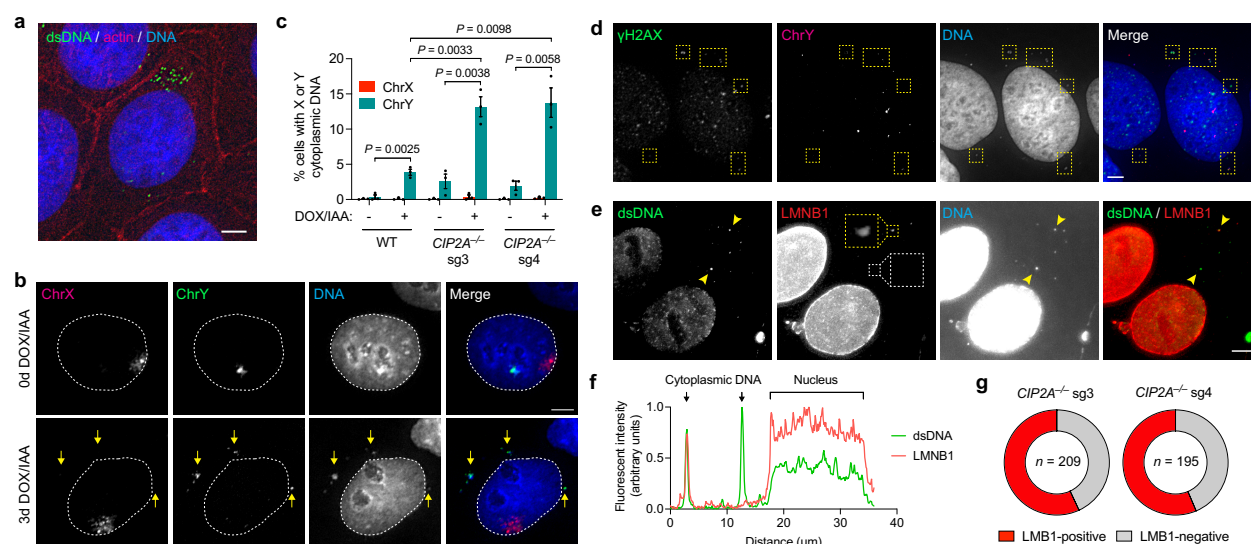 a
dsDNA / actin / DNA
b
ChrX
ChrY
DNA
Merge
0d DOX/IAA
3d DOX/IAA
c
% cells with X or Y
cytoplasmic DNA
20
15
10
5
0
ChrX
ChrY
P = 0.0098
P = 0.0033
P = 0.0038
P = 0.0058
P = 0.0025
DOX/IAA:
- + - + - +
WT
CIP2A–/–
sg3
CIP2A–/–
sg4
d
γH2AX
ChrY
DNA
Merge
e
dsDNA
LMNB1
DNA
dsDNA / LMNB1
f
Cytoplasmic DNA
Nucleus
Fluorescent intensity
(arbitrary units)
1.0
0.5
0.0
0 10 20 30 40
Distance (um)
dsDNA
LMNB1
g
CIP2A–/– sg3
CIP2A–/– sg4
n = 209
n = 195
LMB1-positive
LMB1-negative